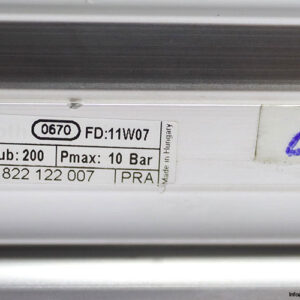 0670 FD:11W07
ub: 200 Pmax: 10 Bar
822 122 007 PRA
Made in Hungary